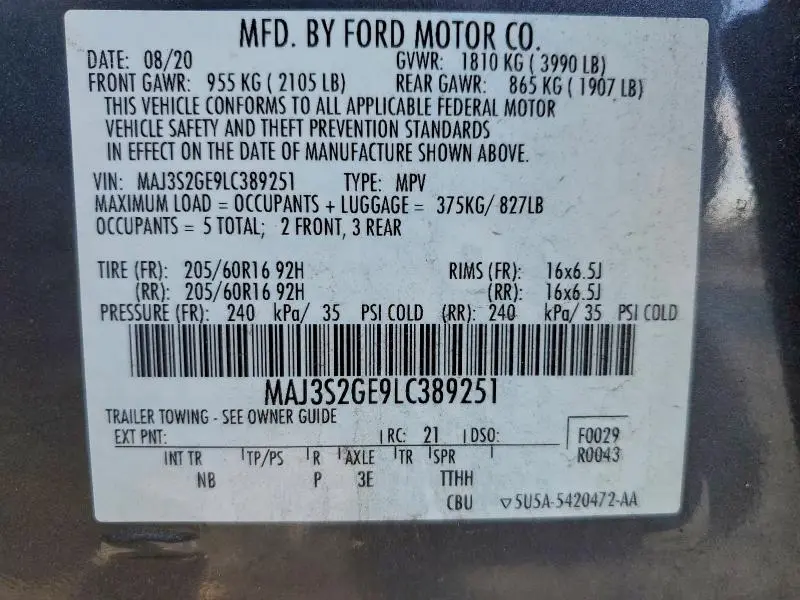 MFD. BY FORD MOTOR CO.
DATE: 08/20 GVWR: 1810 KG ( 3990 LB)
FRONT GAWR: 955 KG ( 2105 LB) REAR GAWR: 865 KG ( 1907 LB)
THIS VEHICLE CONFORMS TO ALL APPLICABLE FEDERAL MOTOR
VEHICLE SAFETY AND THEFT PREVENTION STANDARDS
IN EFFECT ON THE DATE OF MANUFACTURE SHOWN ABOVE.
VIN: MAJ3S2GE9LC389251 TYPE: MPV
MAXIMUM LOAD = OCCUPANTS + LUGGAGE = 375KG/ 827LB
OCCUPANTS = 5 TOTAL; 2 FRONT, 3 REAR
TIRE (FR): 205/60R16 92H RIMS (FR): 16x6.5J
(RR): 205/60R16 92H (RR): 16x6.5J
PRESSURE (FR): 240 kPa/ 35 PSI COLD (RR): 240 kPa/ 35 PSI COLD
MAJ3S2GE9LC389251
TRAILER TOWING - SEE OWNER GUIDE
EXT PNT: RC: 21 DSO: F0029
INT TR TP/PS R AXLE TR SPR R0043
NB P 3E TTHH
CBU ▽5U5A-5420472-AA